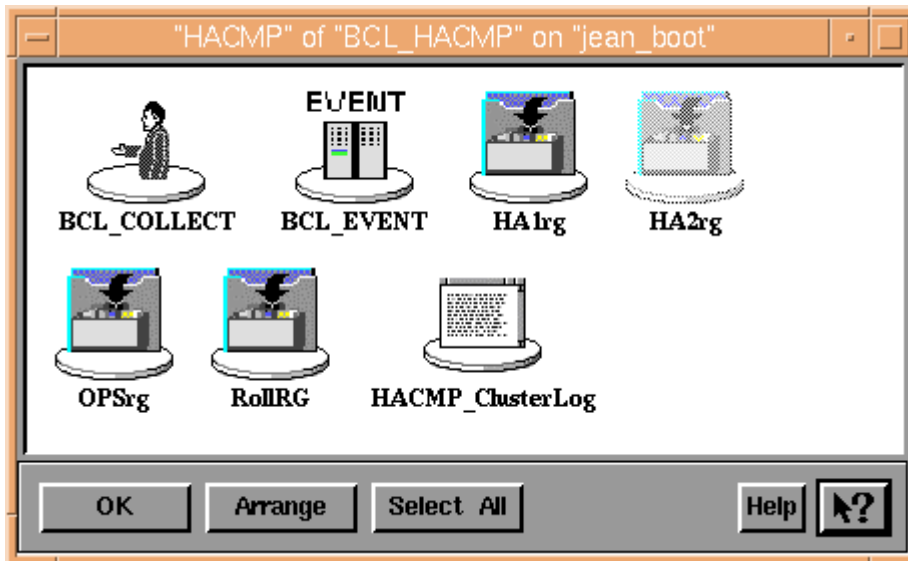 "HACMP" of "BCL_HACMP" on "jean_boot"
EVENT
BCL_COLLECT BCL_EVENT HA1rg HA2rg
OPSrg RollRG HACMP_ClusterLog
OK Arrange Select All Help ?